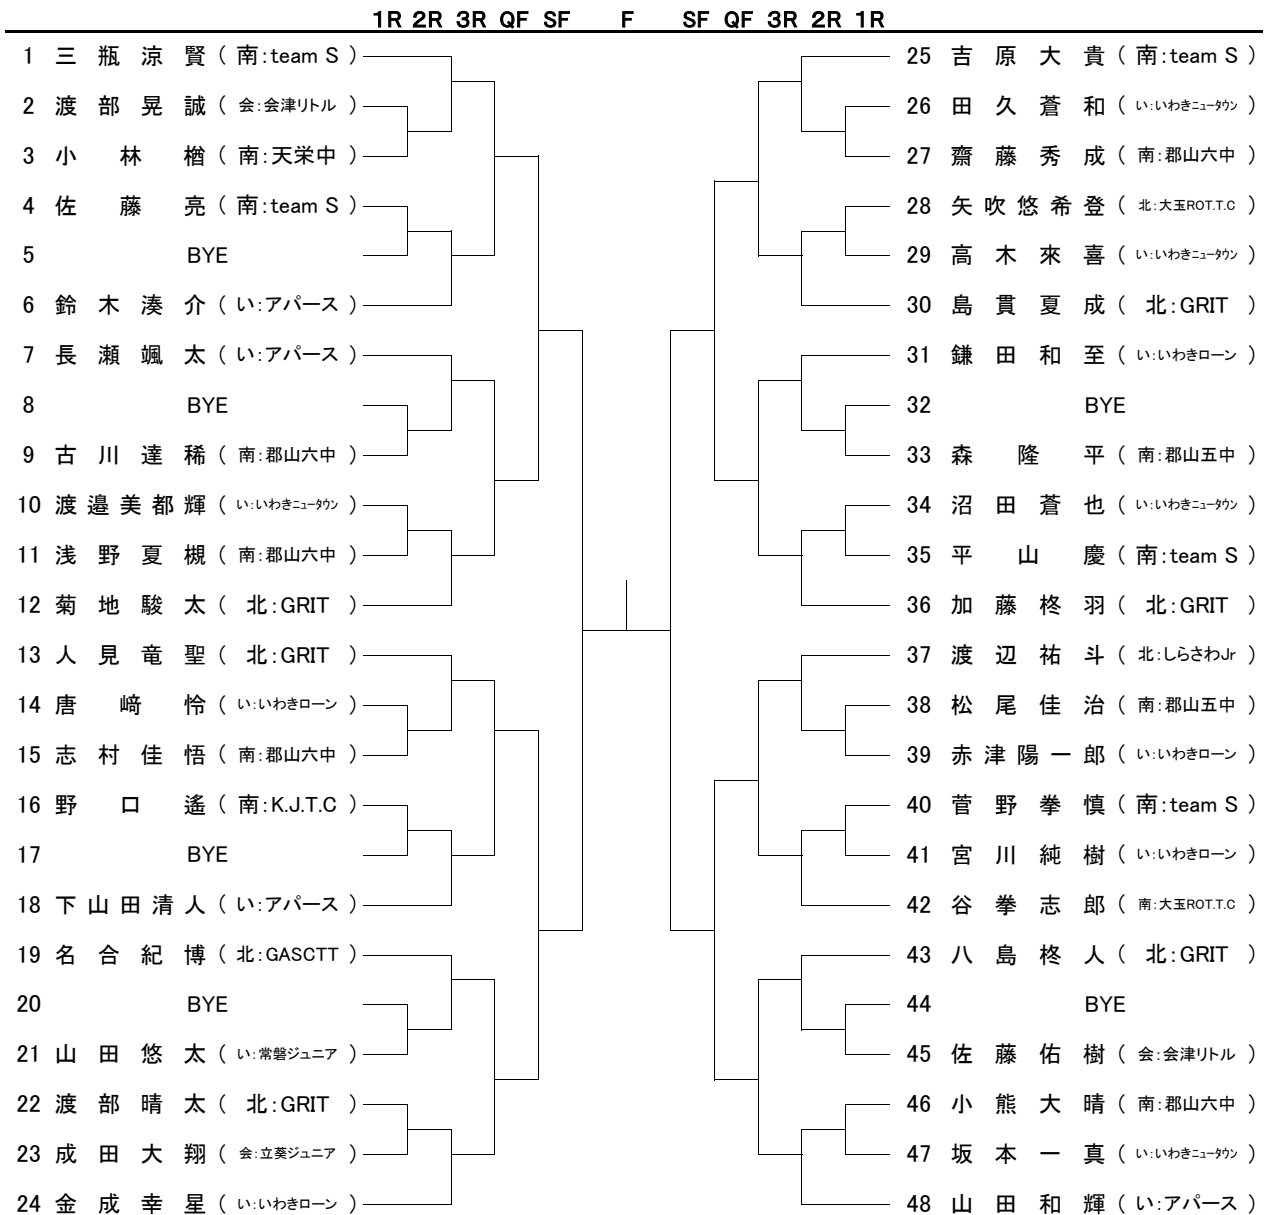 1R 2R 3R QF SF F SF QF 3R 2R 1R
1 三瓶涼賢 ( 南:team S )
2 渡部晃誠 ( 会:会津リトル )
3 小林楢 ( 南:天栄中 )
4 佐藤亮 ( 南:team S )
5 BYE
6 鈴木湊介 ( い:アパース )
7 長瀬颯太 ( い:アパース )
8 BYE
9 古川達稀 ( 南:郡山六中 )
10 渡邉美都輝 ( い:いわきニュータウン )
11 浅野夏槻 ( 南:郡山六中 )
12 菊地駿太 ( 北:GRIT )
13 人見竜聖 ( 北:GRIT )
14 唐﨑怜 ( い:いわきローン )
15 志村佳悟 ( 南:郡山六中 )
16 野口遙 ( 南:K.J.T.C )
17 BYE
18 下山田清人 ( い:アパース )
19 名合紀博 ( 北:GASCTT )
20 BYE
21 山田悠太 ( い:常磐ジュニア )
22 渡部晴太 ( 北:GRIT )
23 成田大翔 ( 会:立葵ジュニア )
24 金成幸星 ( い:いわきローン )
25 吉原大貴 ( 南:team S )
26 田久蒼和 ( い:いわきニュータウン )
27 齋藤秀成 ( 南:郡山六中 )
28 矢吹悠希登 ( 北:大玉ROT.T.C )
29 高木來喜 ( い:いわきニュータウン )
30 島貫夏成 ( 北:GRIT )
31 鎌田和至 ( い:いわきローン )
32 BYE
33 森隆平 ( 南:郡山五中 )
34 沼田蒼也 ( い:いわきニュータウン )
35 平山慶 ( 南:team S )
36 加藤柊羽 ( 北:GRIT )
37 渡辺祐斗 ( 北:しらさわJr )
38 松尾佳治 ( 南:郡山五中 )
39 赤津陽一郎 ( い:いわきローン )
40 菅野拳慎 ( 南:team S )
41 宮川純樹 ( い:いわきローン )
42 谷拳志郎 ( 南:大玉ROT.T.C )
43 八島柊人 ( 北:GRIT )
44 BYE
45 佐藤佑樹 ( 会:会津リトル )
46 小熊大晴 ( 南:郡山六中 )
47 坂本一真 ( い:いわきニュータウン )
48 山田和輝 ( い:アパース )